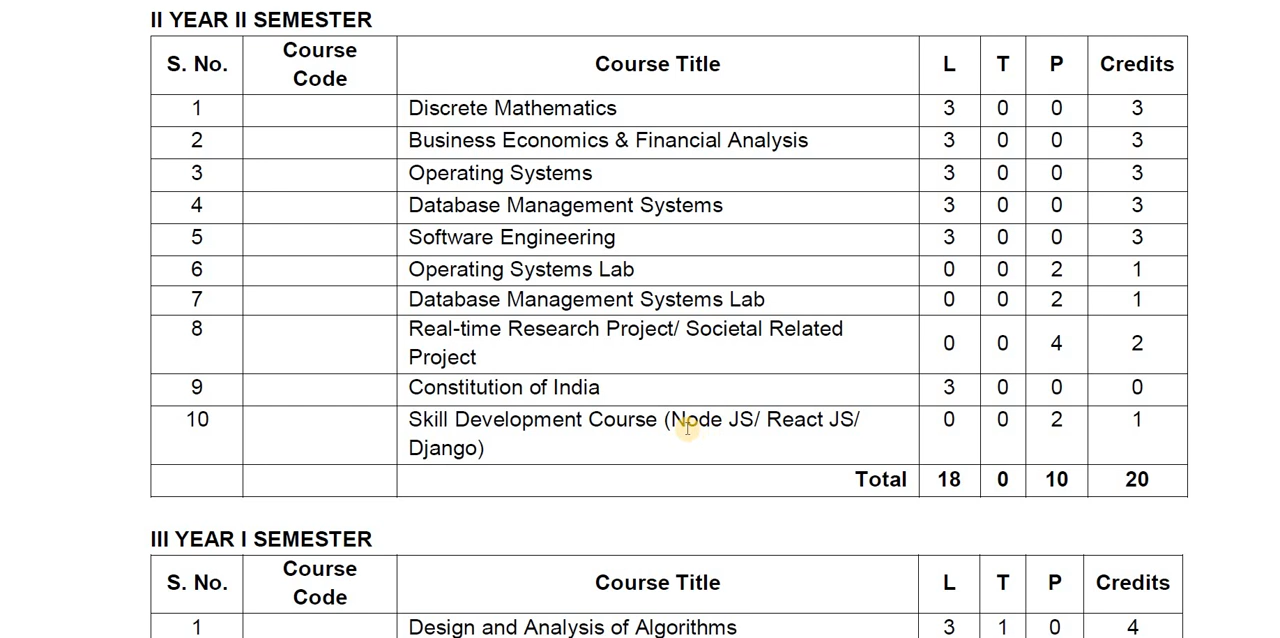 II YEAR II SEMESTER
S. No. Course Code Course Title L T P Credits
1 Discrete Mathematics 3 0 0 3
2 Business Economics & Financial Analysis 3 0 0 3
3 Operating Systems 3 0 0 3
4 Database Management Systems 3 0 0 3
5 Software Engineering 3 0 0 3
6 Operating Systems Lab 0 0 2 1
7 Database Management Systems Lab 0 0 2 1
8 Real-time Research Project/ Societal Related
Project 0 0 4 2
9 Constitution of India 3 0 0 0
10 Skill Development Course (Node JS/ React JS/
Django) 0 0 2 1
Total 18 0 10 20
III YEAR I SEMESTER
S. No. Course Code Course Title L T P Credits
1 Design and Analysis of Algorithms 3 1 0 4